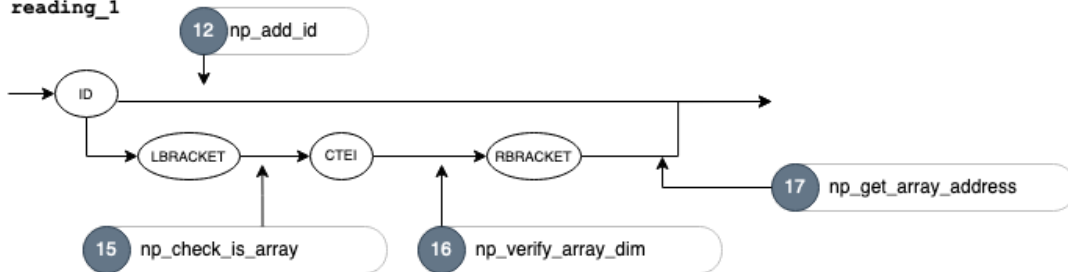 reading_1
12 np_add_id
ID
LBRACKET CTEI RBRACKET
17 np_get_array_address
15 np_check_is_array 16 np_verify_array_dim